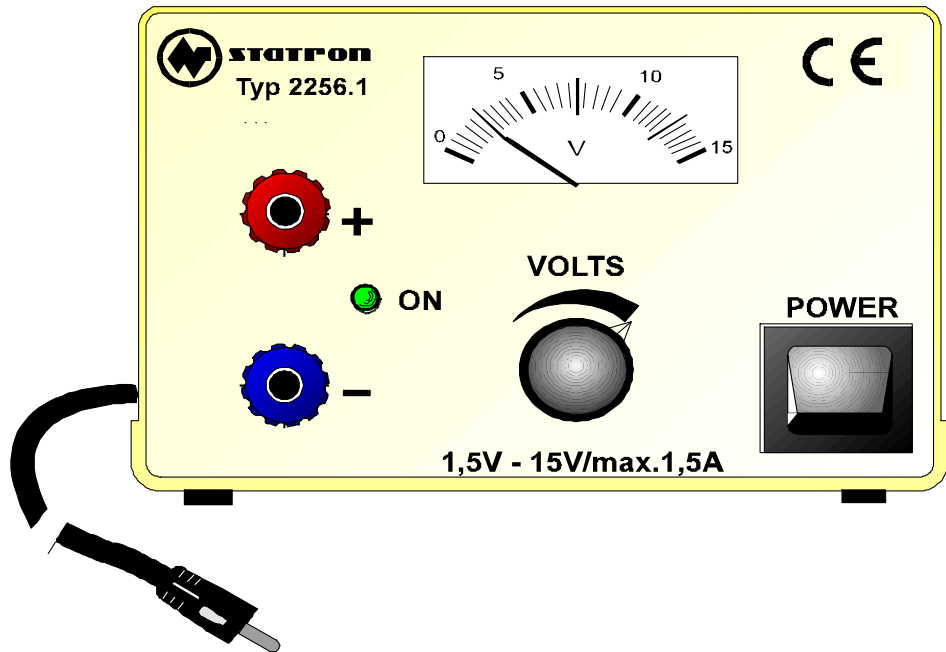 statron
Typ 2256.1
. . .
0 5 10 15
V
CE
+
ON
-
VOLTS
POWER
1,5V - 15V/max.1,5A